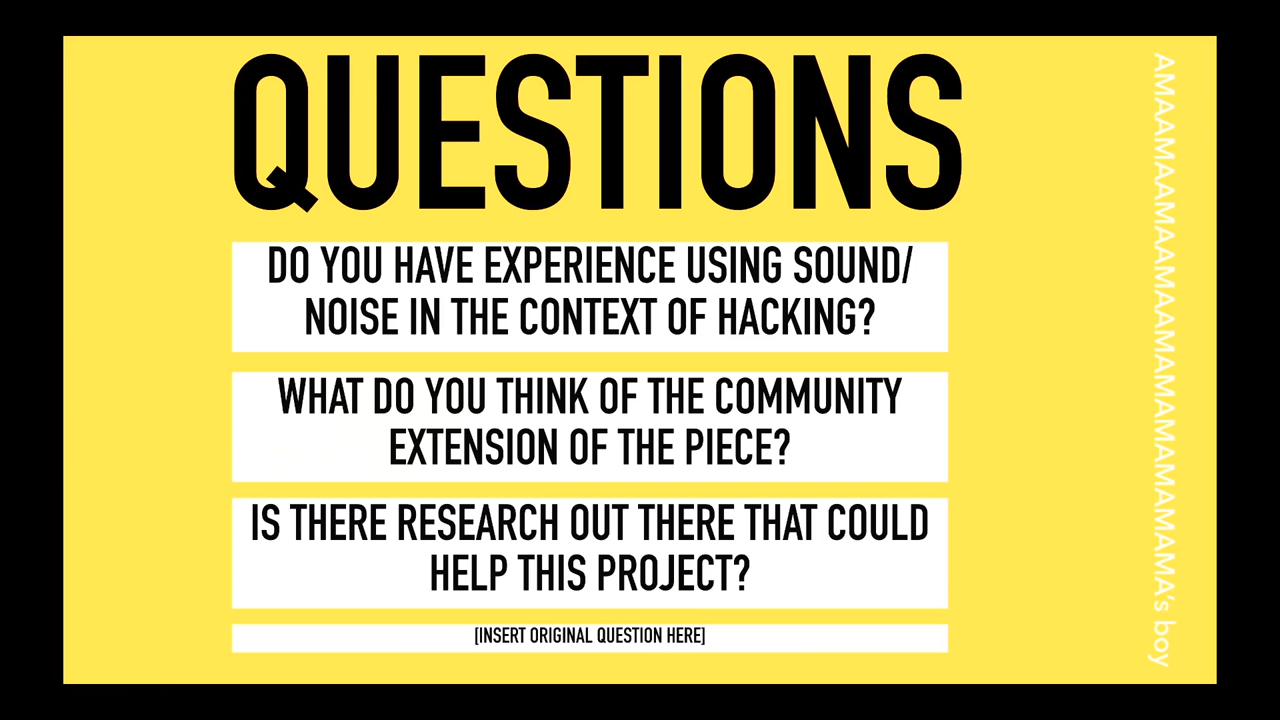 QUESTIONS
DO YOU HAVE EXPERIENCE USING SOUND/
NOISE IN THE CONTEXT OF HACKING?
WHAT DO YOU THINK OF THE COMMUNITY
EXTENSION OF THE PIECE?
IS THERE RESEARCH OUT THERE THAT COULD
HELP THIS PROJECT?
[INSERT ORIGINAL QUESTION HERE]
AMAAMAAMAAMAAMAMAMAMAMAMAMA's boy